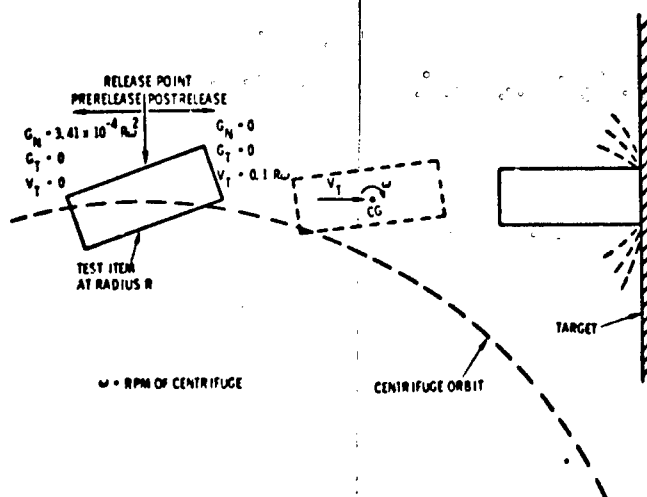 RELEASE POINT
PRERELEASE POSTRELEASE
G_N = 3.41 x 10^-4 Rω^2
G_T = 0
V_T = 0
G_N = 0
G_T = 0
V_T = 0.1 Rω
V_T
ω
CG
TEST ITEM
AT RADIUS R
TARGET
ω = RPM OF CENTRIFUGE
CENTRIFUGE ORBIT